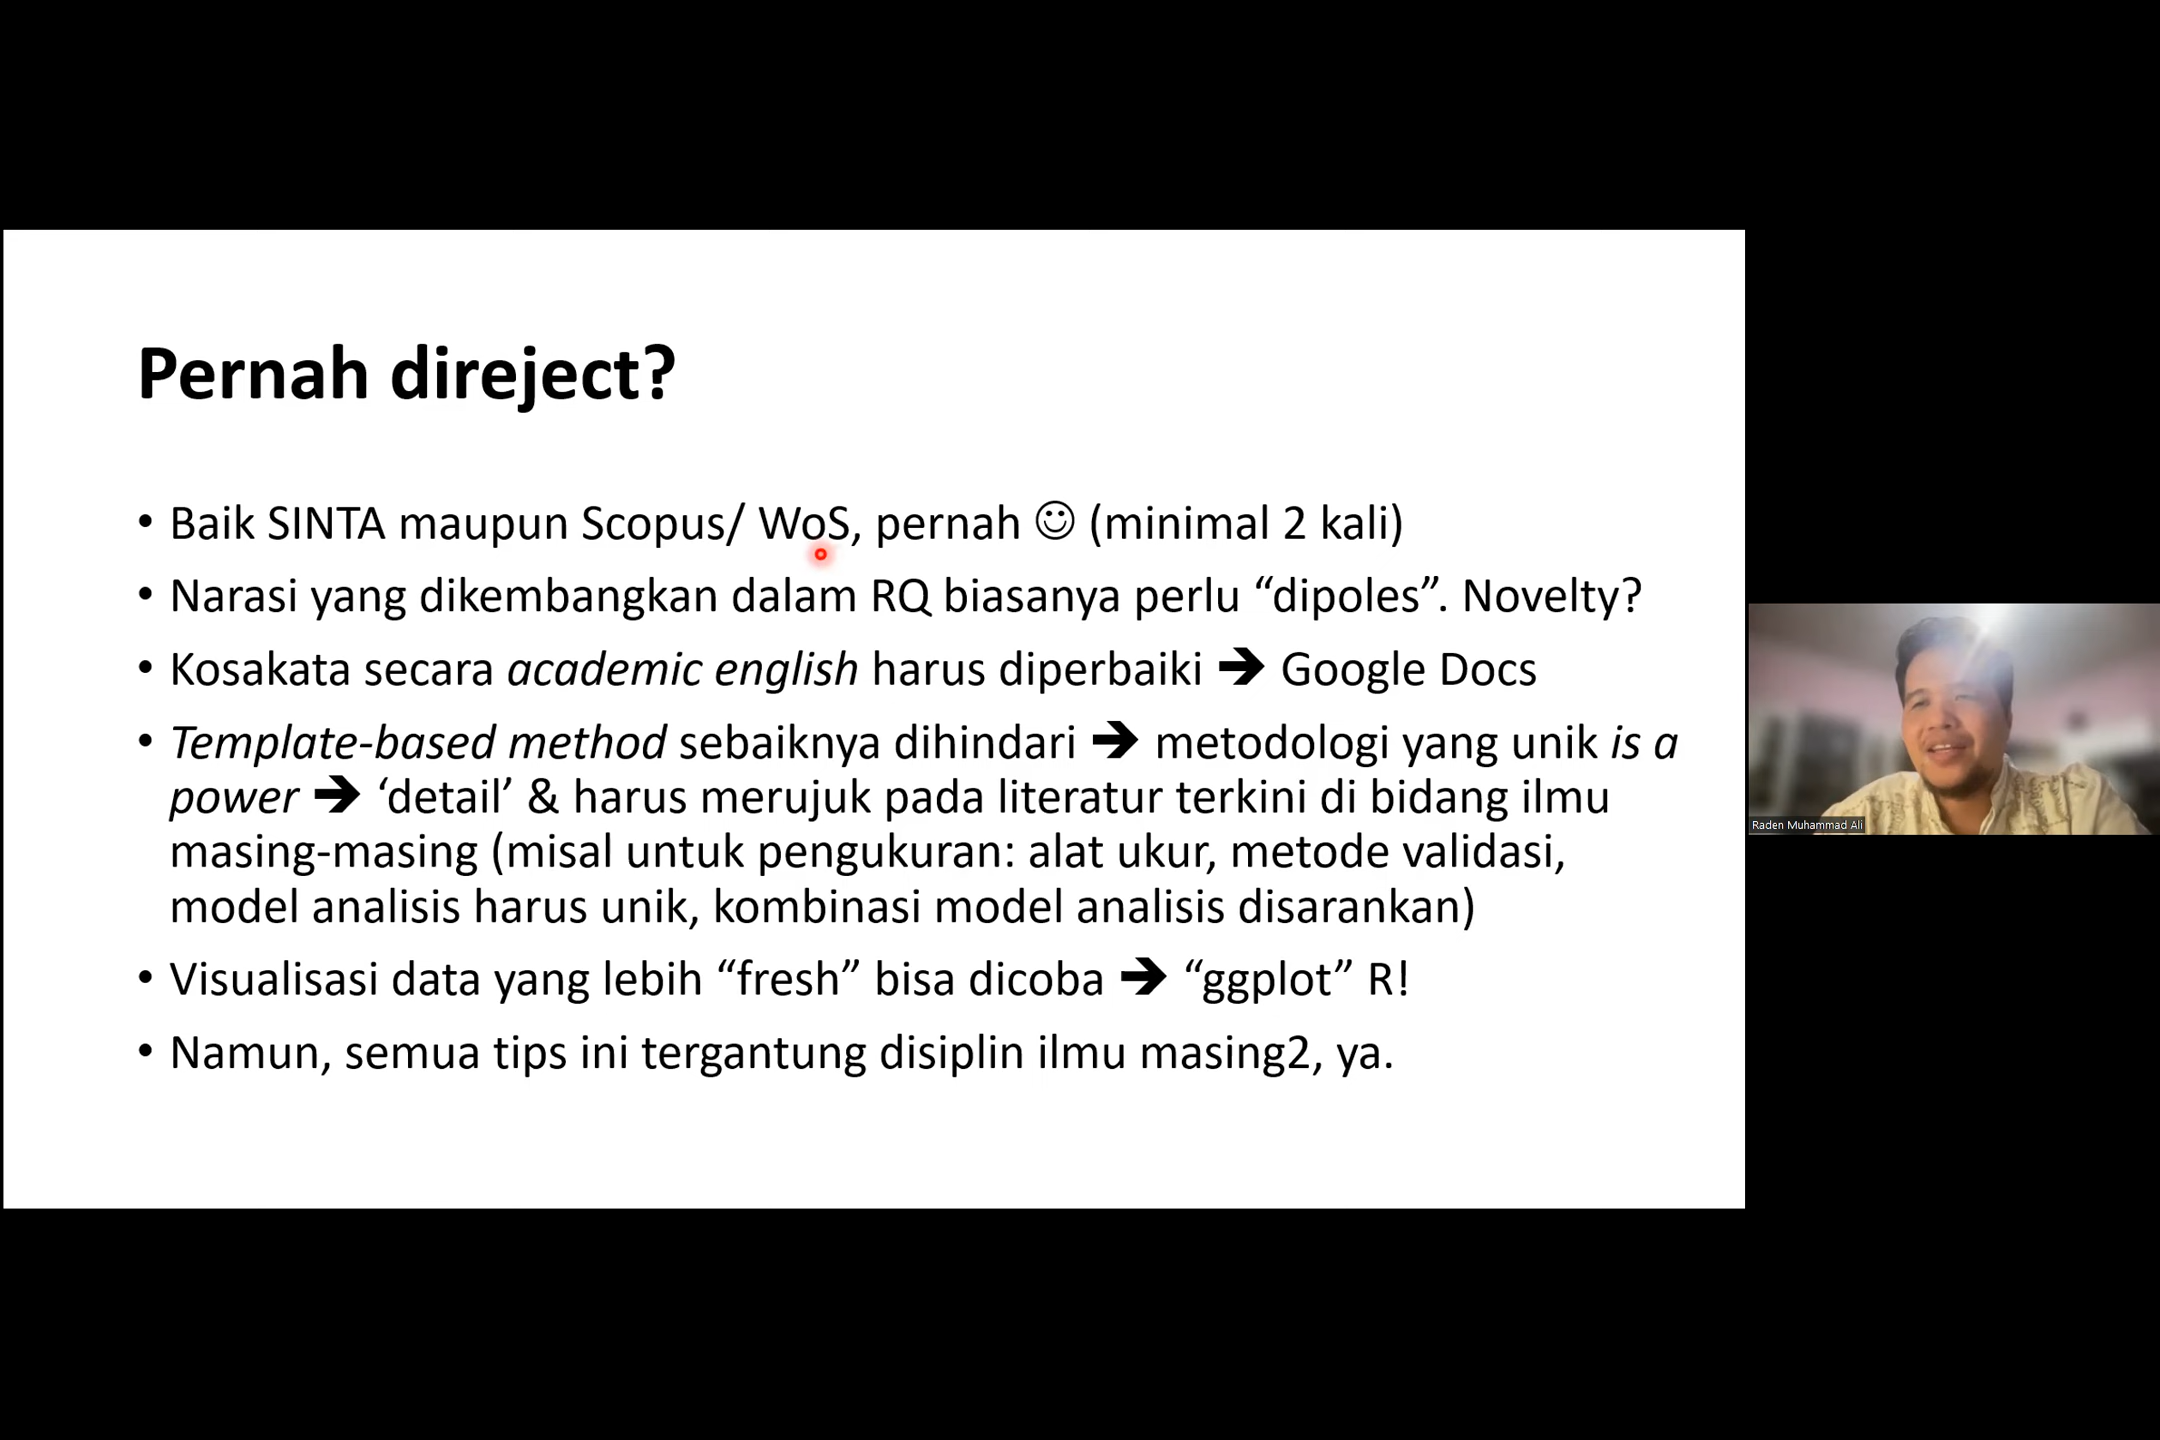 Pernah direject?
• Baik SINTA maupun Scopus/ WoS, pernah ☺ (minimal 2 kali)
• Narasi yang dikembangkan dalam RQ biasanya perlu “dipoles”. Novelty?
• Kosakata secara academic english harus diperbaiki ➔ Google Docs
• Template-based method sebaiknya dihindari ➔ metodologi yang unik is a
power ➔ ‘detail’ & harus merujuk pada literatur terkini di bidang ilmu
masing-masing (misal untuk pengukuran: alat ukur, metode validasi,
model analisis harus unik, kombinasi model analisis disarankan)
• Visualisasi data yang lebih “fresh” bisa dicoba ➔ “ggplot” R!
• Namun, semua tips ini tergantung disiplin ilmu masing2, ya.
Raden Muhammad Ali